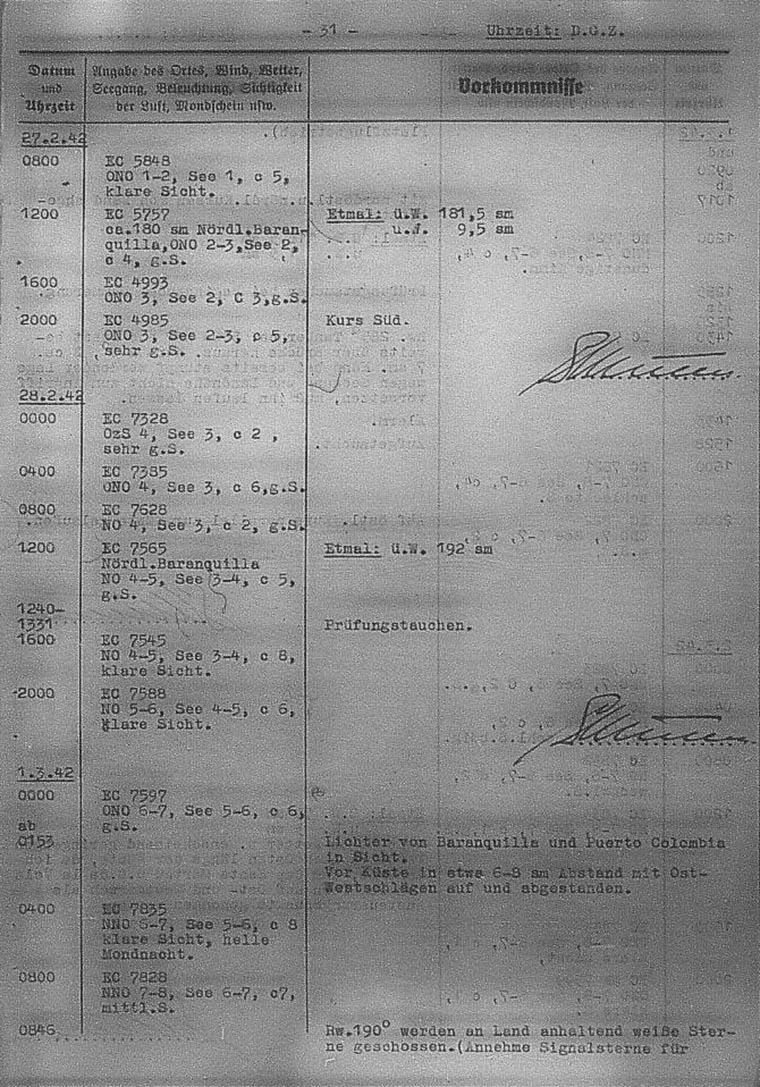 - 31 - Uhrzeit: D.G.Z.
Datum und Uhrzeit
Angabe des Ortes, Wind, Wetter, Seegang, Beleuchtung, Sichtigkeit der Luft, Mondschein usw.
Vorkommnisse
27.2.42
0800 EC 5848
ONO 1-2, See 1, c 5,
klare Sicht.
1200 EC 5757 Etmal: ü.W. 181,5 sm
ca.180 sm Nördl.Baran- u.W. 9,5 sm
quilla,ONO 2-3,See 2,
c 4, g.S.
1600 EC 4993
ONO 3, See 2, C 3,g.S.
2000 EC 4985 Kurs Süd.
ONO 3, See 2-3, c 5,
sehr g.S.
28.2.42
0000 EC 7328
OzS 4, See 3, c 2 ,
sehr g.S.
0400 EC 7385
ONO 4, See 3, c 6,g.S.
0800 EC 7628
NO 4, See 3, c 2, g.S.
1200 EC 7565 Etmal: ü.W. 192 sm
Nördl.Baranquilla
NO 4-5, See 3-4, c 5,
g.S.
1240-
1331 Prüfungstauchen.
1600 EC 7545
NO 4-5, See 3-4, c 8,
klare Sicht.
2000 EC 7588
NO 5-6, See 4-5, c 6,
klare Sicht.
1.3.42
0000 EC 7597
ONO 6-7, See 5-6, c 6,
g.S.
ab
0153 Lichter von Baranquilla und Puerto Colombia
in Sicht.
Vor Küste in etwa 6-8 sm Abstand mit Ost-
Westschlägen auf und abgestanden.
0400 EC 7835
NNO 6-7, See 5-6, c 8
klare Sicht, helle
Mondnacht.
0800 EC 7828
NNO 7-8, See 6-7, c7,
mittl.S.
0846 Rw.190° werden an Land anhaltend weiße Ster-
ne geschossen.(Annehme Signalsterne für